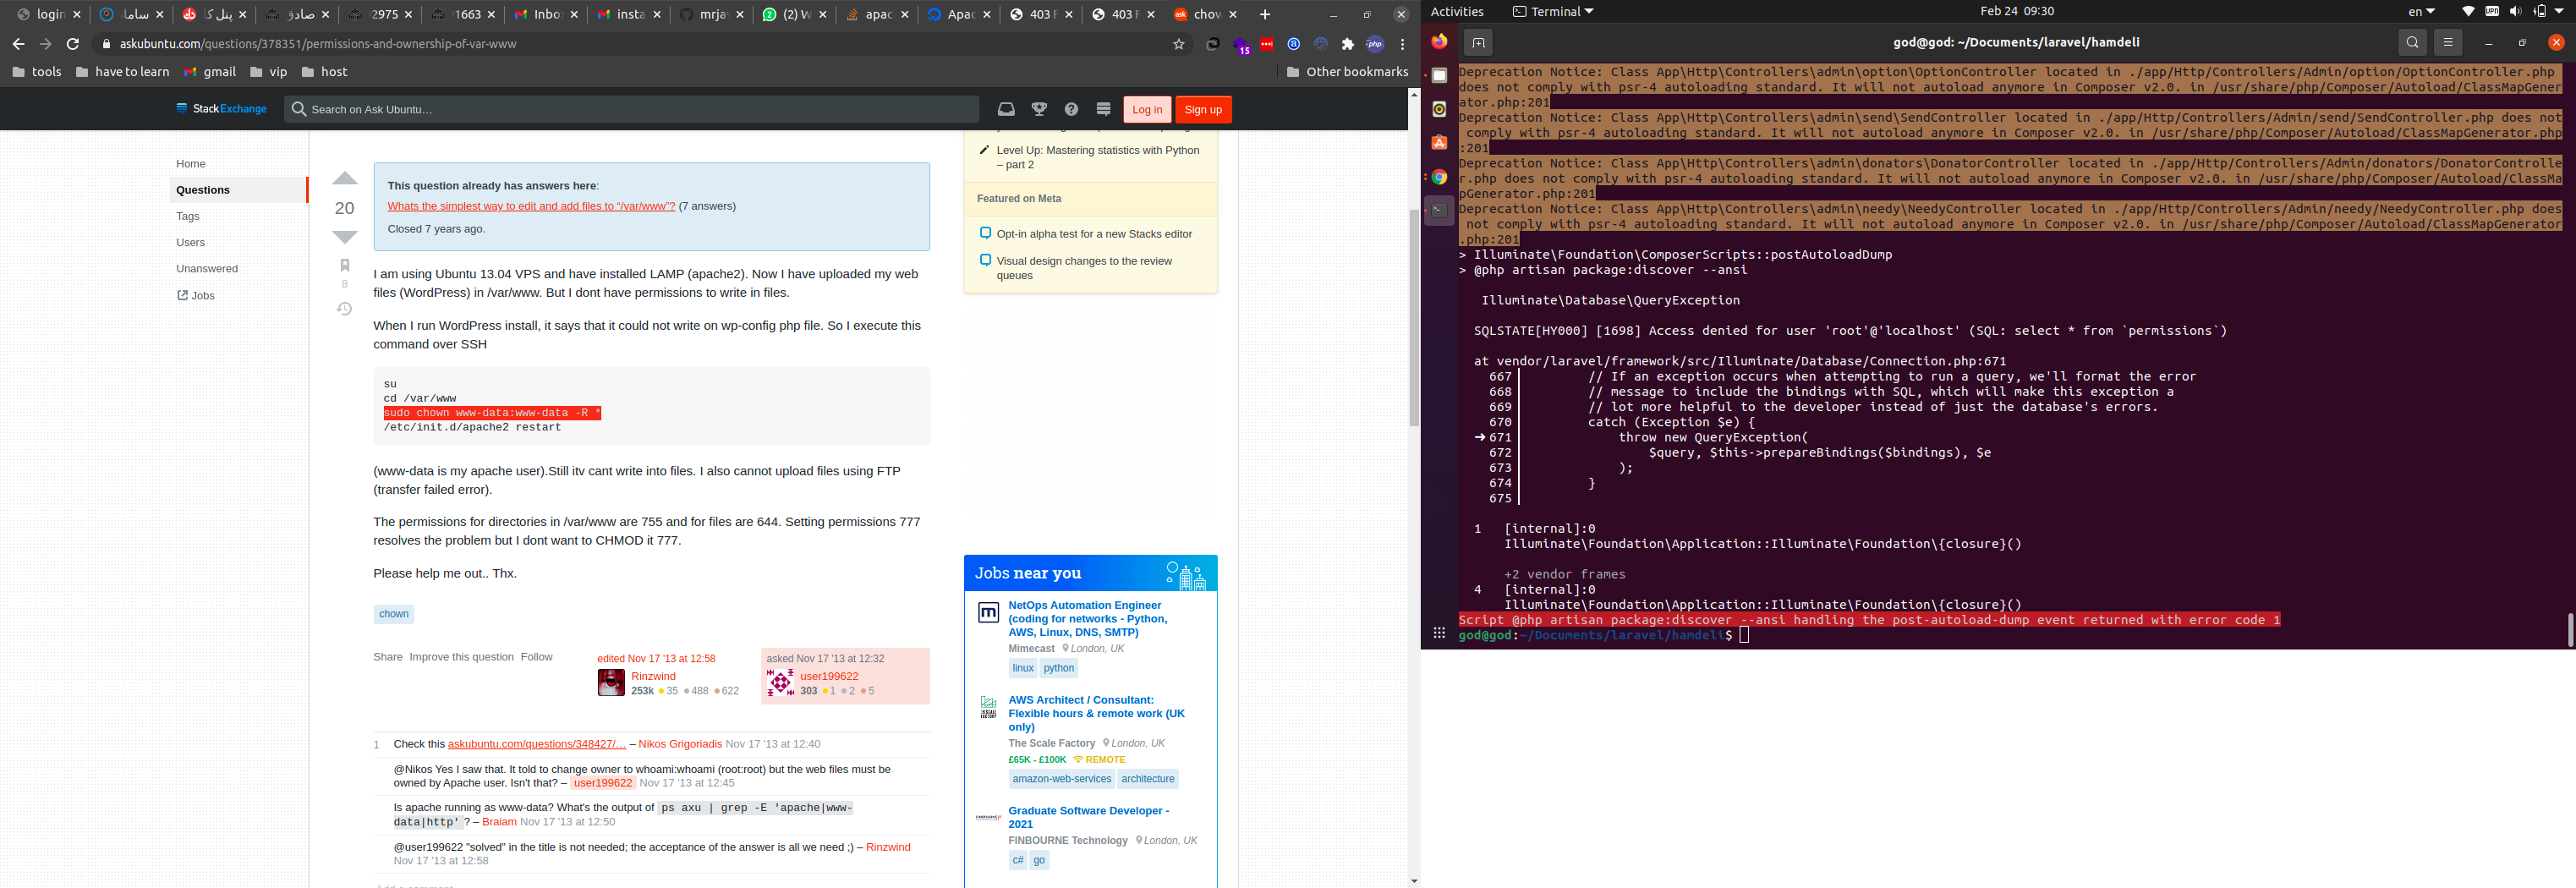 login
ساما
پنل کا
صادق
2975
1663
Inbo
insta
mrja
(2) W
apac
Apac
403 F
403 F
chow
askubuntu.com/questions/378351/permissions-and-ownership-of-var-www
15
php
tools
have to learn
gmail
vip
host
Other bookmarks
StackExchange
Search on Ask Ubuntu…
Log in
Sign up
Home
Questions
Tags
Users
Unanswered
Jobs
20
8
This question already has answers here:
Whats the simplest way to edit and add files to “/var/www”? (7 answers)
Closed 7 years ago.
I am using Ubuntu 13.04 VPS and have installed LAMP (apache2). Now I have uploaded my web
files (WordPress) in /var/www. But I dont have permissions to write in files.
When I run WordPress install, it says that it could not write on wp-config php file. So I execute this
command over SSH
su
cd /var/www
sudo chown www-data:www-data -R *
/etc/init.d/apache2 restart
(www-data is my apache user).Still itv cant write into files. I also cannot upload files using FTP
(transfer failed error).
The permissions for directories in /var/www are 755 and for files are 644. Setting permissions 777
resolves the problem but I dont want to CHMOD it 777.
Please help me out.. Thx.
chown
Share Improve this question Follow
edited Nov 17 '13 at 12:58
Rinzwind
253k 35 488 622
asked Nov 17 '13 at 12:32
user199622
303 1 2 5
1 Check this askubuntu.com/questions/348427/… – Nikos Grigoriadis Nov 17 '13 at 12:40
@Nikos Yes I saw that. It told to change owner to whoami:whoami (root:root) but the web files must be
owned by Apache user. Isn't that? – user199622 Nov 17 '13 at 12:45
Is apache running as www-data? What's the output of ps axu | grep -E 'apache|www-
data|http' ? – Braiam Nov 17 '13 at 12:50
@user199622 "solved" in the title is not needed; the acceptance of the answer is all we need ;) – Rinzwind
Nov 17 '13 at 12:58
Level Up: Mastering statistics with Python
– part 2
Featured on Meta
Opt-in alpha test for a new Stacks editor
Visual design changes to the review
queues
Jobs near you
NetOps Automation Engineer
(coding for networks - Python,
AWS, Linux, DNS, SMTP)
Mimecast London, UK
linux python
AWS Architect / Consultant:
Flexible hours & remote work (UK
only)
The Scale Factory London, UK
£65K - £100K REMOTE
amazon-web-services architecture
Graduate Software Developer -
2021
FINBOURNE Technology London, UK
c# go
Activities
Terminal
Feb 24 09:30
en
VPN
god@god: ~/Documents/laravel/hamdeli
Deprecation Notice: Class App\Http\Controllers\admin\option\OptionController located in ./app/Http/Controllers/Admin/option/OptionController.php
does not comply with psr-4 autoloading standard. It will not autoload anymore in Composer v2.0. in /usr/share/php/Composer/Autoload/ClassMapGener
ator.php:201
Deprecation Notice: Class App\Http\Controllers\admin\send\SendController located in ./app/Http/Controllers/Admin/send/SendController.php does not
comply with psr-4 autoloading standard. It will not autoload anymore in Composer v2.0. in /usr/share/php/Composer/Autoload/ClassMapGenerator.php
:201
Deprecation Notice: Class App\Http\Controllers\admin\donators\DonatorController located in ./app/Http/Controllers/Admin/donators/DonatorControlle
r.php does not comply with psr-4 autoloading standard. It will not autoload anymore in Composer v2.0. in /usr/share/php/Composer/Autoload/ClassMa
pGenerator.php:201
Deprecation Notice: Class App\Http\Controllers\admin\needy\NeedyController located in ./app/Http/Controllers/Admin/needy/NeedyController.php does
not comply with psr-4 autoloading standard. It will not autoload anymore in Composer v2.0. in /usr/share/php/Composer/Autoload/ClassMapGenerator
.php:201
> Illuminate\Foundation\ComposerScripts::postAutoloadDump
> @php artisan package:discover --ansi
Illuminate\Database\QueryException
SQLSTATE[HY000] [1698] Access denied for user 'root'@'localhost' (SQL: select * from `permissions`)
at vendor/laravel/framework/src/Illuminate/Database/Connection.php:671
667 // If an exception occurs when attempting to run a query, we'll format the error
668 // message to include the bindings with SQL, which will make this exception a
669 // lot more helpful to the developer instead of just the database's errors.
670 catch (Exception $e) {
➜ 671 throw new QueryException(
672 $query, $this->prepareBindings($bindings), $e
673 );
674 }
675
1 [internal]:0
Illuminate\Foundation\Application::Illuminate\Foundation\{closure}()
+2 vendor frames
4 [internal]:0
Illuminate\Foundation\Application::Illuminate\Foundation\{closure}()
Script @php artisan package:discover --ansi handling the post-autoload-dump event returned with error code 1
god@god:~/Documents/laravel/hamdeli$